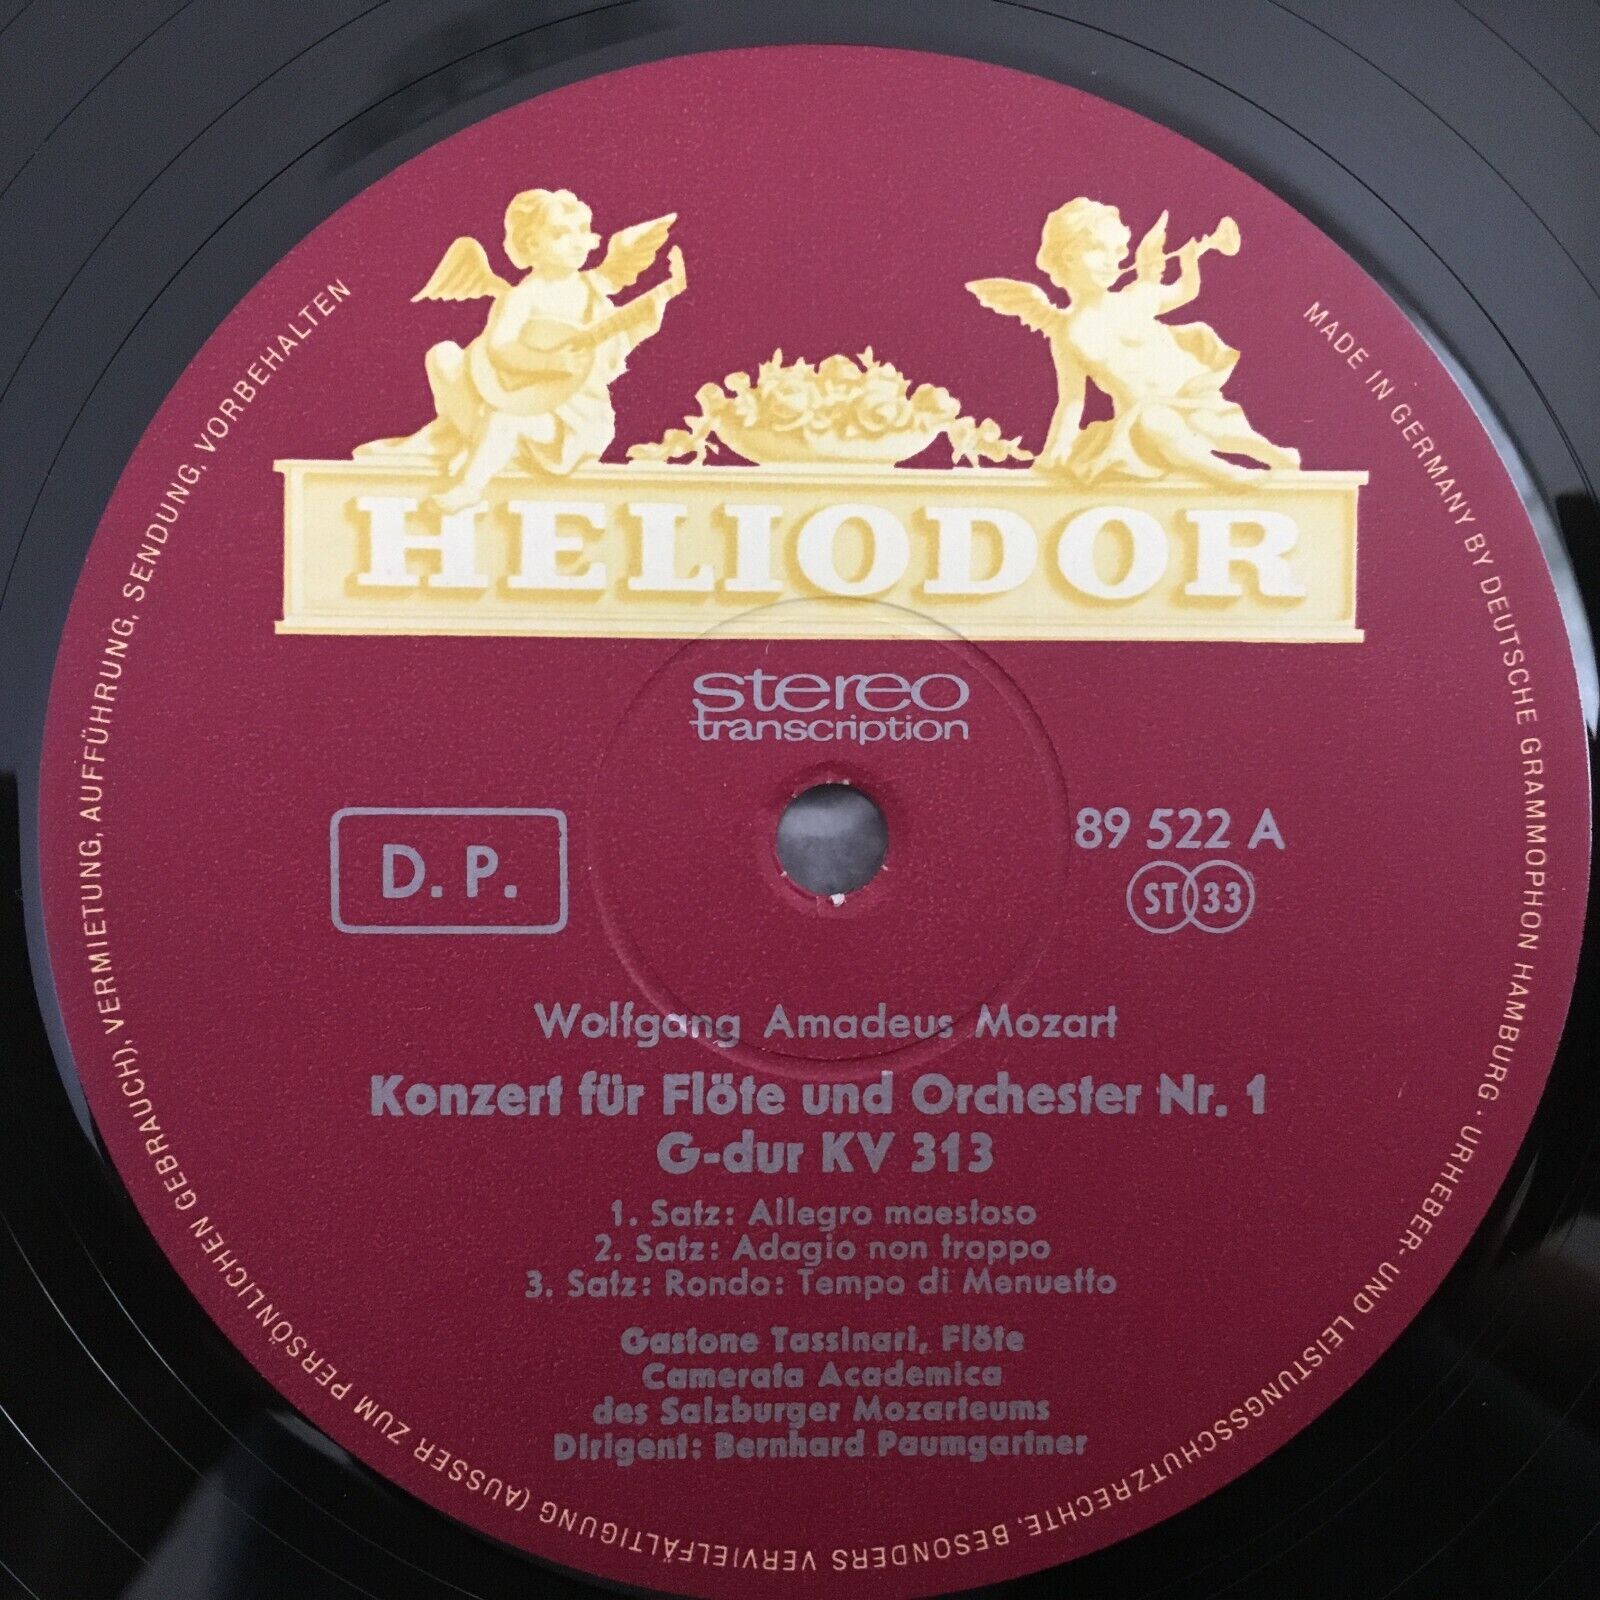 HELIODOR
stereo
transcription
D. P.
89 522 A
ST 33
Wolfgang Amadeus Mozart
Konzert für Flöte und Orchester Nr. 1
G-dur KV 313
1. Satz: Allegro maestoso
2. Satz: Adagio non troppo
3. Satz: Rondo: Tempo di Menuetto
Gastone Tassinari, Flöte
Camerata Academica
des Salzburger Mozarteums
Dirigent: Bernhard Paumgartner
MADE IN GERMANY BY DEUTSCHE GRAMMOPHON HAMBURG · URHEBER- UND LEISTUNGSSCHUTZRECHTE, BESONDERS VERVIELFÄLTIGUNG (AUSSER ZUM PERSÖNLICHEN GEBRAUCH), VERMIETUNG, AUFFÜHRUNG, SENDUNG, VORBEHALTEN